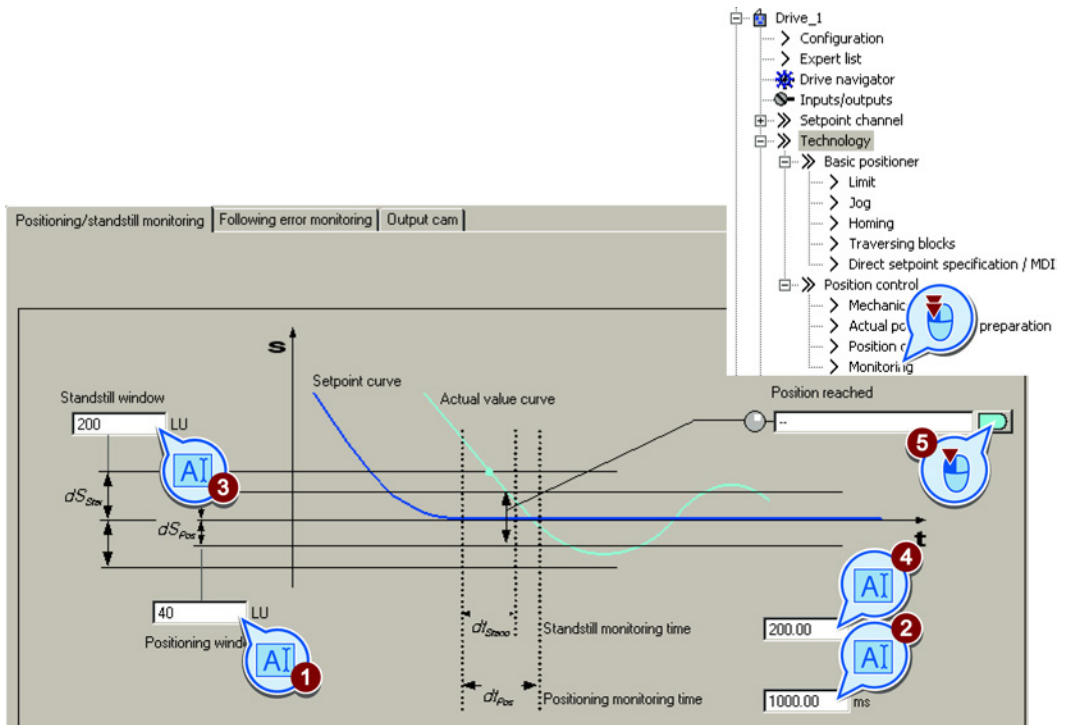 Drive_1
Configuration
Expert list
Drive navigator
Inputs/outputs
Setpoint channel
Technology
Basic positioner
Limit
Jog
Homing
Traversing blocks
Direct setpoint specification / MDI
Position control
Mechanic
Actual po preparation
Position c
Monitoring
Positioning/standstill monitoring Following error monitoring Output cam
s
Setpoint curve
Actual value curve
Position reached
--
5
Standstill window
200 LU
AI
3
dS
dS Pos
t
4
AI
40 LU
Positioning wind
AI
1
dt
Standstill monitoring time 200.00
2
AI
dt Pos
Positioning monitoring time 1000.00 ms